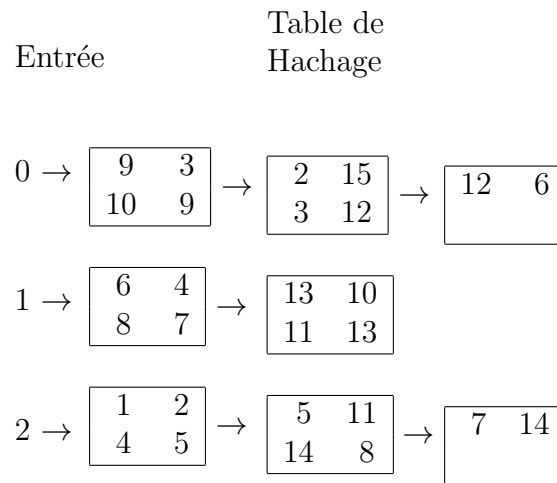 Entrée Table de Hachage
0 → 9 3 → 2 15 → 12 6
10 9 3 12
1 → 6 4 → 13 10
8 7 11 13
2 → 1 2 → 5 11 → 7 14
4 5 14 8